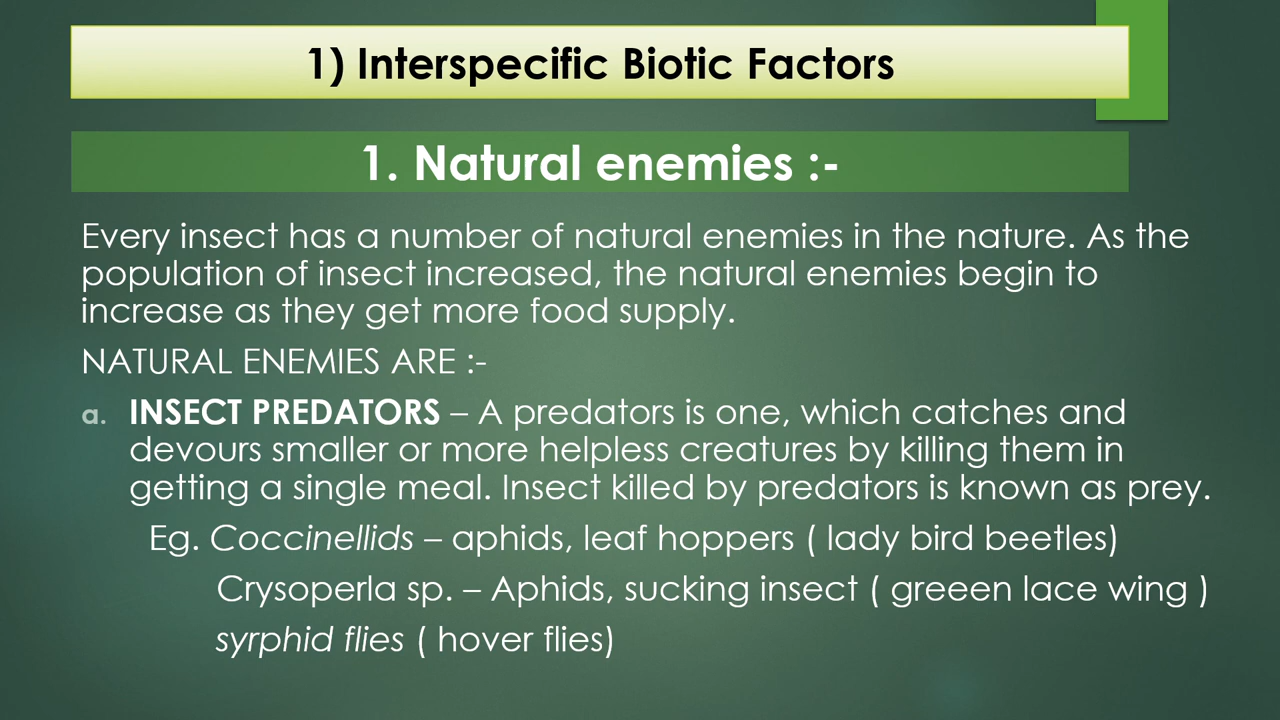 1) Interspecific Biotic Factors
1. Natural enemies :-
Every insect has a number of natural enemies in the nature. As the
population of insect increased, the natural enemies begin to
increase as they get more food supply.
NATURAL ENEMIES ARE :-
a. INSECT PREDATORS – A predators is one, which catches and
devours smaller or more helpless creatures by killing them in
getting a single meal. Insect killed by predators is known as prey.
Eg. Coccinellids – aphids, leaf hoppers ( lady bird beetles)
Crysoperla sp. – Aphids, sucking insect ( greeen lace wing )
syrphid flies ( hover flies)